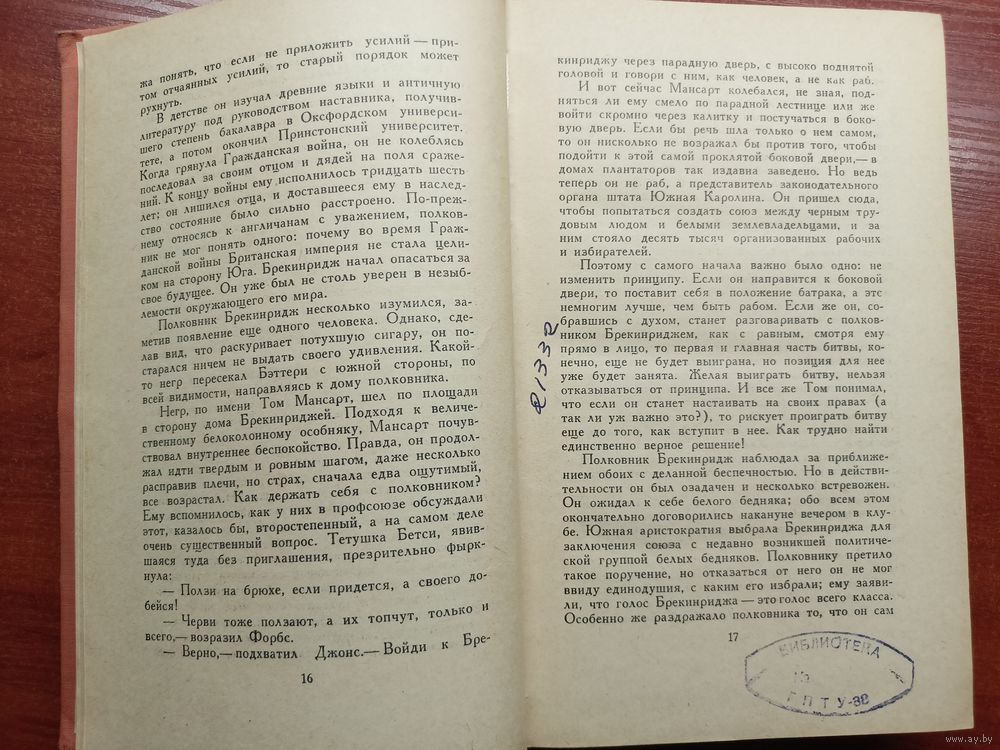 жа понять, что если не приложить усилий — при-
том отчаянных усилий, то старый порядок может
рухнуть.
В детстве он изучал древние языки и античную
литературу под руководством наставника, получив-
шего степень бакалавра в Оксфордском универси-
тете, а потом окончил Принстонский университет.
Когда грянула Гражданская война, он не колеблясь
последовал за своим отцом и дядей на поля сраже-
ний. К концу войны ему исполнилось тридцать шесть
лет; он лишился отца, и доставшееся ему в наслед-
ство состояние было сильно расстроено. По-преж-
нему относясь к англичанам с уважением, полков-
ник не мог понять одного: почему во время Граж-
данской войны Британская империя не стала цели-
ком на сторону Юга. Брекинридж начал опасаться за
свое будущее. Он уже был не столь уверен в незыб-
лемости окружающего его мира.
Полковник Брекинридж несколько изумился, за-
метив появление еще одного человека. Однако, сде-
лав вид, что раскуривает потухшую сигару, он по-
старался ничем не выдать своего удивления. Какой-
то негр пересекал Бэттери с южной стороны, по
всей видимости, направляясь к дому полковника.
Негр, по имени Том Мансарт, шел по площади
в сторону дома Брекинриджей. Подходя к величе-
ственному белоколонному особняку, Мансарт почув-
ствовал внутреннее беспокойство. Правда, он продол-
жал идти твердым и ровным шагом, даже несколько
расправив плечи, но страх, сначала едва ощутимый,
все возрастал. Как держать себя с полковником?
Ему вспомнилось, как у них в профсоюзе обсуждали
этот, казалось бы, второстепенный, а на самом деле
очень существенный вопрос. Тетушка Бетси, явив-
шаяся туда без приглашения, презрительно фырк-
нула:
— Ползи на брюхе, если придется, а своего до-
бейся!
— Черви тоже ползают, а их топчут, только и
всего,— возразил Форбс.
— Верно,— подхватил Джонс.— Войди к Бре-
16
кинриджу через парадную дверь, с высоко поднятой
головой и говори с ним, как человек, а не как раб.
И вот сейчас Мансарт колебался, не зная, под-
няться ли ему смело по парадной лестнице или же
войти скромно через калитку и постучаться в боко-
вую дверь. Если бы речь шла только о нем самом,
то он нисколько не возражал бы против того, чтобы
подойти к этой самой проклятой боковой двери,— в
домах плантаторов так издавна заведено. Но ведь
теперь он не раб, а представитель законодательного
органа штата Южная Каролина. Он пришел сюда,
чтобы попытаться создать союз между черным тру-
довым людом и белыми землевладельцами, и за
ним стояло десять тысяч организованных рабочих
и избирателей.
Поэтому с самого начала важно было одно: не
изменить принципу. Если он направится к боковой
двери, то поставит себя в положение батрака, а это
немногим лучше, чем быть рабом. Если же он, со-
бравшись с духом, станет разговаривать с полков-
ником Брекинриджем, как с равным, смотря ему
прямо в лицо, то первая и главная часть битвы, ко-
нечно, еще не будет выиграна, но позиция для нее
уже будет занята. Желая выиграть битву, нельзя
отказываться от принципа. И все же Том понимал,
что если он станет настаивать на своих правах (а
так ли уж важно это?), то рискует проиграть битву
еще до того, как вступит в нее. Как трудно найти
единственно верное решение!
Полковник Брекинридж наблюдал за приближе-
нием обоих с деланной беспечностью. Но в действи-
тельности он был озадачен и несколько встревожен.
Он ожидал к себе белого бедняка; обо всем этом
окончательно договорились накануне вечером в клу-
бе. Южная аристократия выбрала Брекинриджа для
заключения союза с недавно возникшей политиче-
ской группой белых бедняков. Полковнику претило
такое поручение, но отказаться от него он не мог
ввиду единодушия, с каким его избрали; ему заяви-
ли, что голос Брекинриджа — это голос всего класса.
Особенно же раздражало полковника то, что он сам
17
БИБЛИОТЕКА
ГПТУ-38
www.ay.by